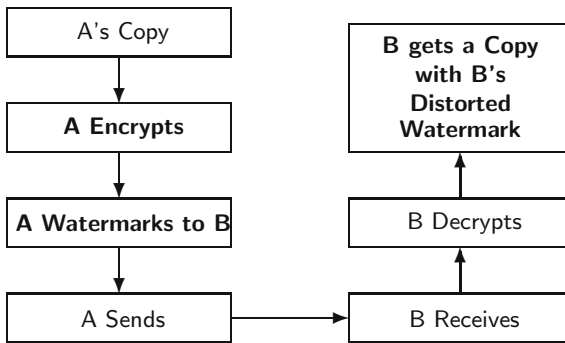 A's Copy
A Encrypts
A Watermarks to B
A Sends
B gets a Copy
with B's
Distorted
Watermark
B Decrypts
B Receives